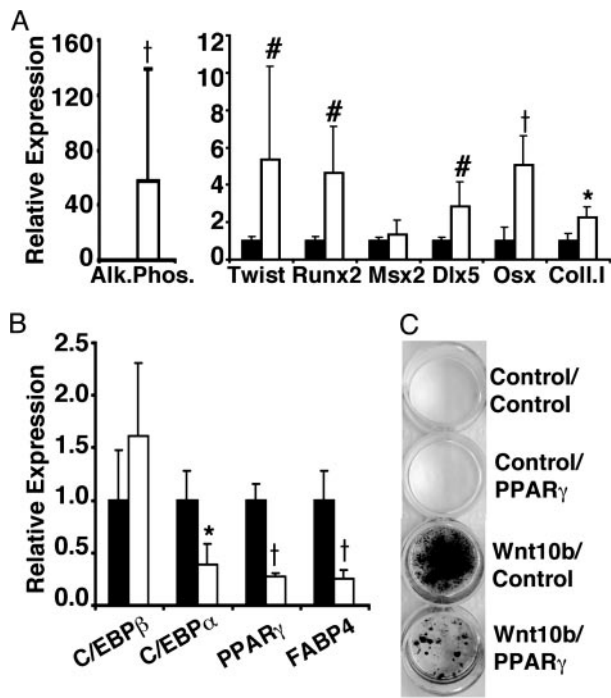 A
Relative Expression
160
120
80
40
0
†
Alk.Phos.
12
10
8
6
4
2
0
#
#
#
†
*
Twist Runx2 Msx2 Dlx5 Osx Coll.I
B
Relative Expression
2.5
2.0
1.5
1.0
0.5
0.0
*
†
†
C/EBPβ C/EBPα PPARγ FABP4
C
Control/
Control
Control/
PPARγ
Wnt10b/
Control
Wnt10b/
PPARγ